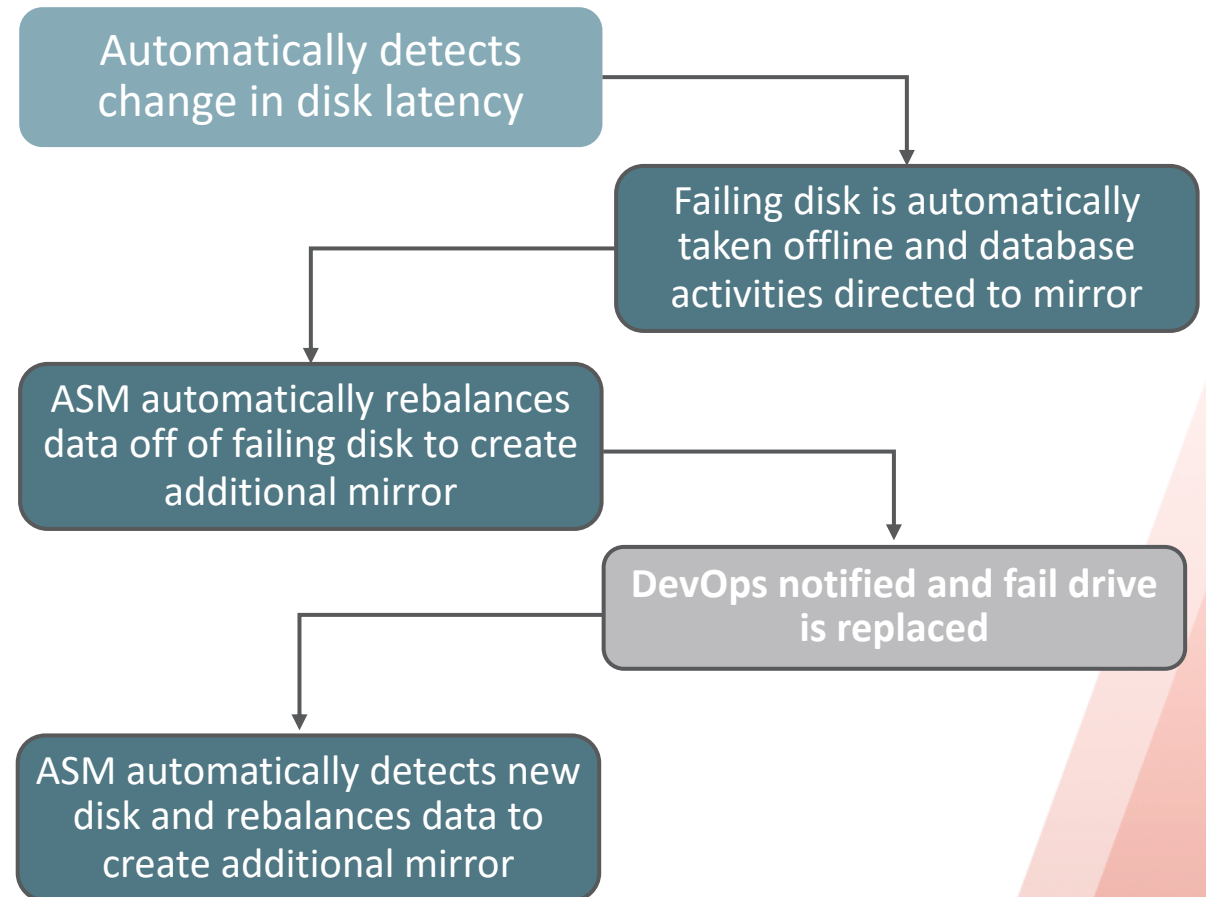 Automatically detects
change in disk latency
Failing disk is automatically
taken offline and database
activities directed to mirror
ASM automatically rebalances
data off of failing disk to create
additional mirror
DevOps notified and fail drive
is replaced
ASM automatically detects new
disk and rebalances data to
create additional mirror